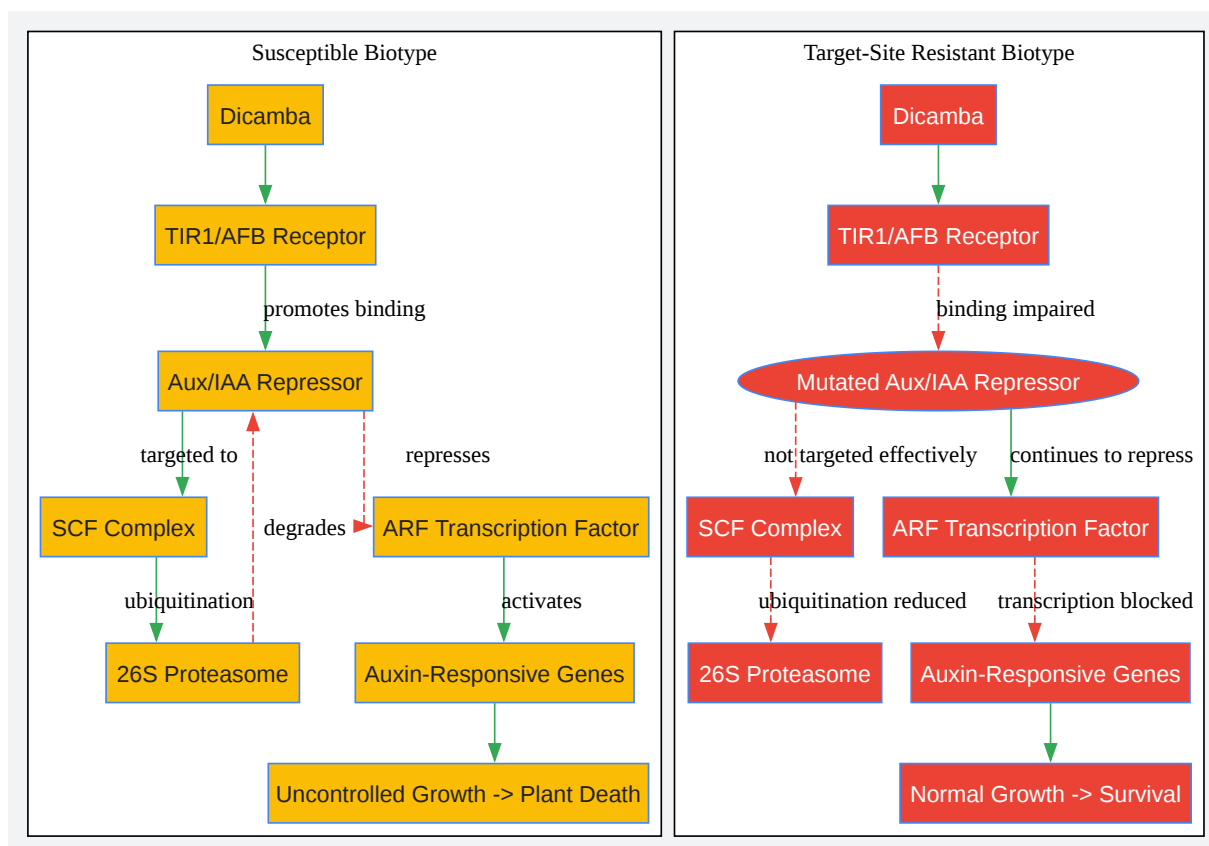 Susceptible Biotype
Dicamba
TIR1/AFB Receptor
promotes binding
Aux/IAA Repressor
targeted to
represses
SCF Complex
degrades
ARF Transcription Factor
ubiquitination
activates
26S Proteasome
Auxin-Responsive Genes
Uncontrolled Growth -> Plant Death
Target-Site Resistant Biotype
Dicamba
TIR1/AFB Receptor
binding impaired
Mutated Aux/IAA Repressor
not targeted effectively
continues to repress
SCF Complex
ARF Transcription Factor
ubiquitination reduced
transcription blocked
26S Proteasome
Auxin-Responsive Genes
Normal Growth -> Survival